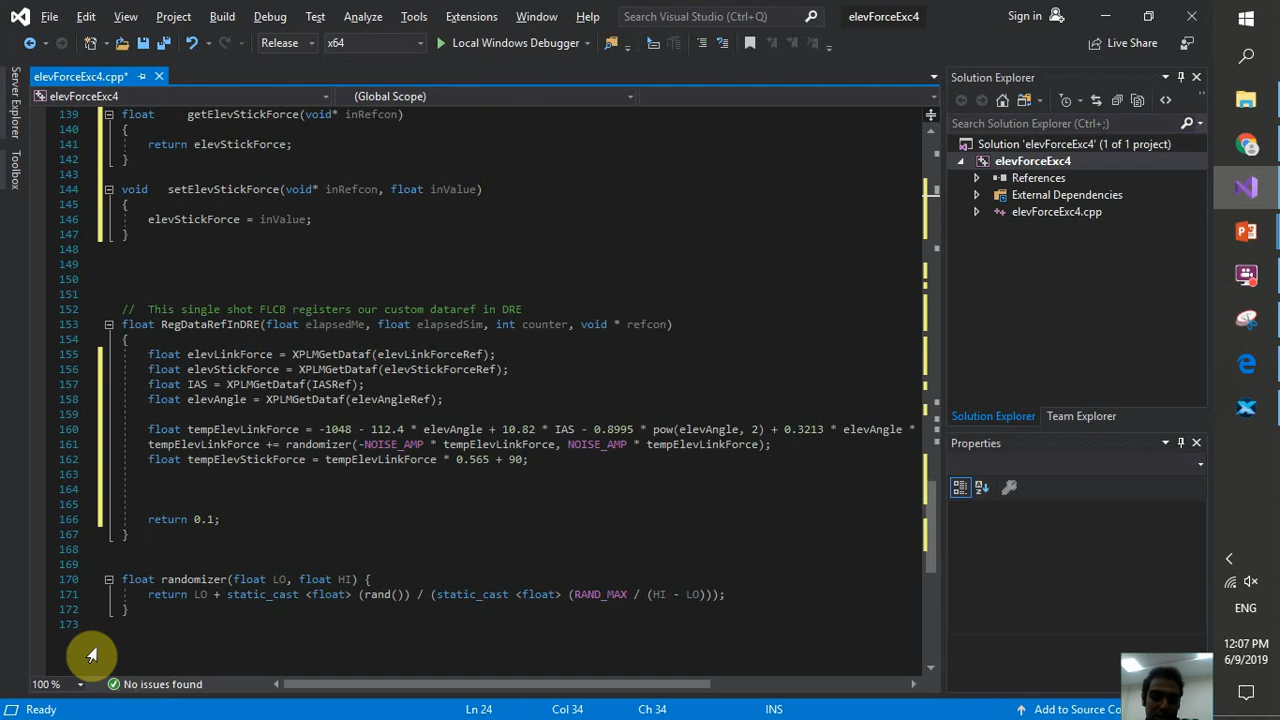 File Edit View Project Build Debug Test Analyze Tools Extensions Window Help Search Visual Studio (Ctrl+Q) elevForceExc4 Sign in
Release x64 Local Windows Debugger Live Share
Server Explorer
Toolbox
elevForceExc4.cpp*
elevForceExc4 (Global Scope)
139 float getElevStickForce(void* inRefcon)
140 {
141 return elevStickForce;
142 }
143
144 void setElevStickForce(void* inRefcon, float inValue)
145 {
146 elevStickForce = inValue;
147 }
148
149
150
151
152 // This single shot FLCB registers our custom dataref in DRE
153 float RegDataRefInDRE(float elapsedMe, float elapsedSim, int counter, void * refcon)
154 {
155 float elevLinkForce = XPLMGetDataf(elevLinkForceRef);
156 float elevStickForce = XPLMGetDataf(elevStickForceRef);
157 float IAS = XPLMGetDataf(IASRef);
158 float elevAngle = XPLMGetDataf(elevAngleRef);
159
160 float tempElevLinkForce = -1048 - 112.4 * elevAngle + 10.82 * IAS - 0.8995 * pow(elevAngle, 2) + 0.3213 * elevAngle *
161 tempElevLinkForce += randomizer(-NOISE_AMP * tempElevLinkForce, NOISE_AMP * tempElevLinkForce);
162 float tempElevStickForce = tempElevLinkForce * 0.565 + 90;
163
164
165
166 return 0.1;
167 }
168
169
170 float randomizer(float LO, float HI) {
171 return LO + static_cast <float> (rand()) / (static_cast <float> (RAND_MAX / (HI - LO)));
172 }
173
100 % No issues found
Ready Ln 24 Col 34 Ch 34 INS Add to Source Co
Solution Explorer
Search Solution Explorer (Ctrl+;)
Solution 'elevForceExc4' (1 of 1 project)
elevForceExc4
References
External Dependencies
elevForceExc4.cpp
Solution Explorer Team Explorer
Properties
ENG
12:07 PM
6/9/2019